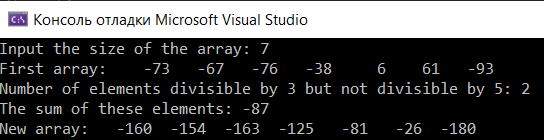 Консоль отладки Microsoft Visual Studio
Input the size of the array: 7
First array:    -73   -67   -76   -38     6    61   -93
Number of elements divisible by 3 but not divisible by 5: 2
The sum of these elements: -87
New array:   -160  -154  -163  -125   -81   -26  -180